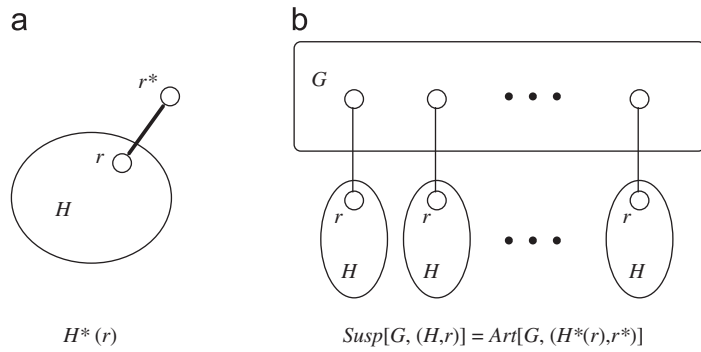 a
r*
r
H
H* (r)
b
G
• • •
r r r
H H • • • H
Susp[G, (H,r)] = Art[G, (H*(r),r*)]